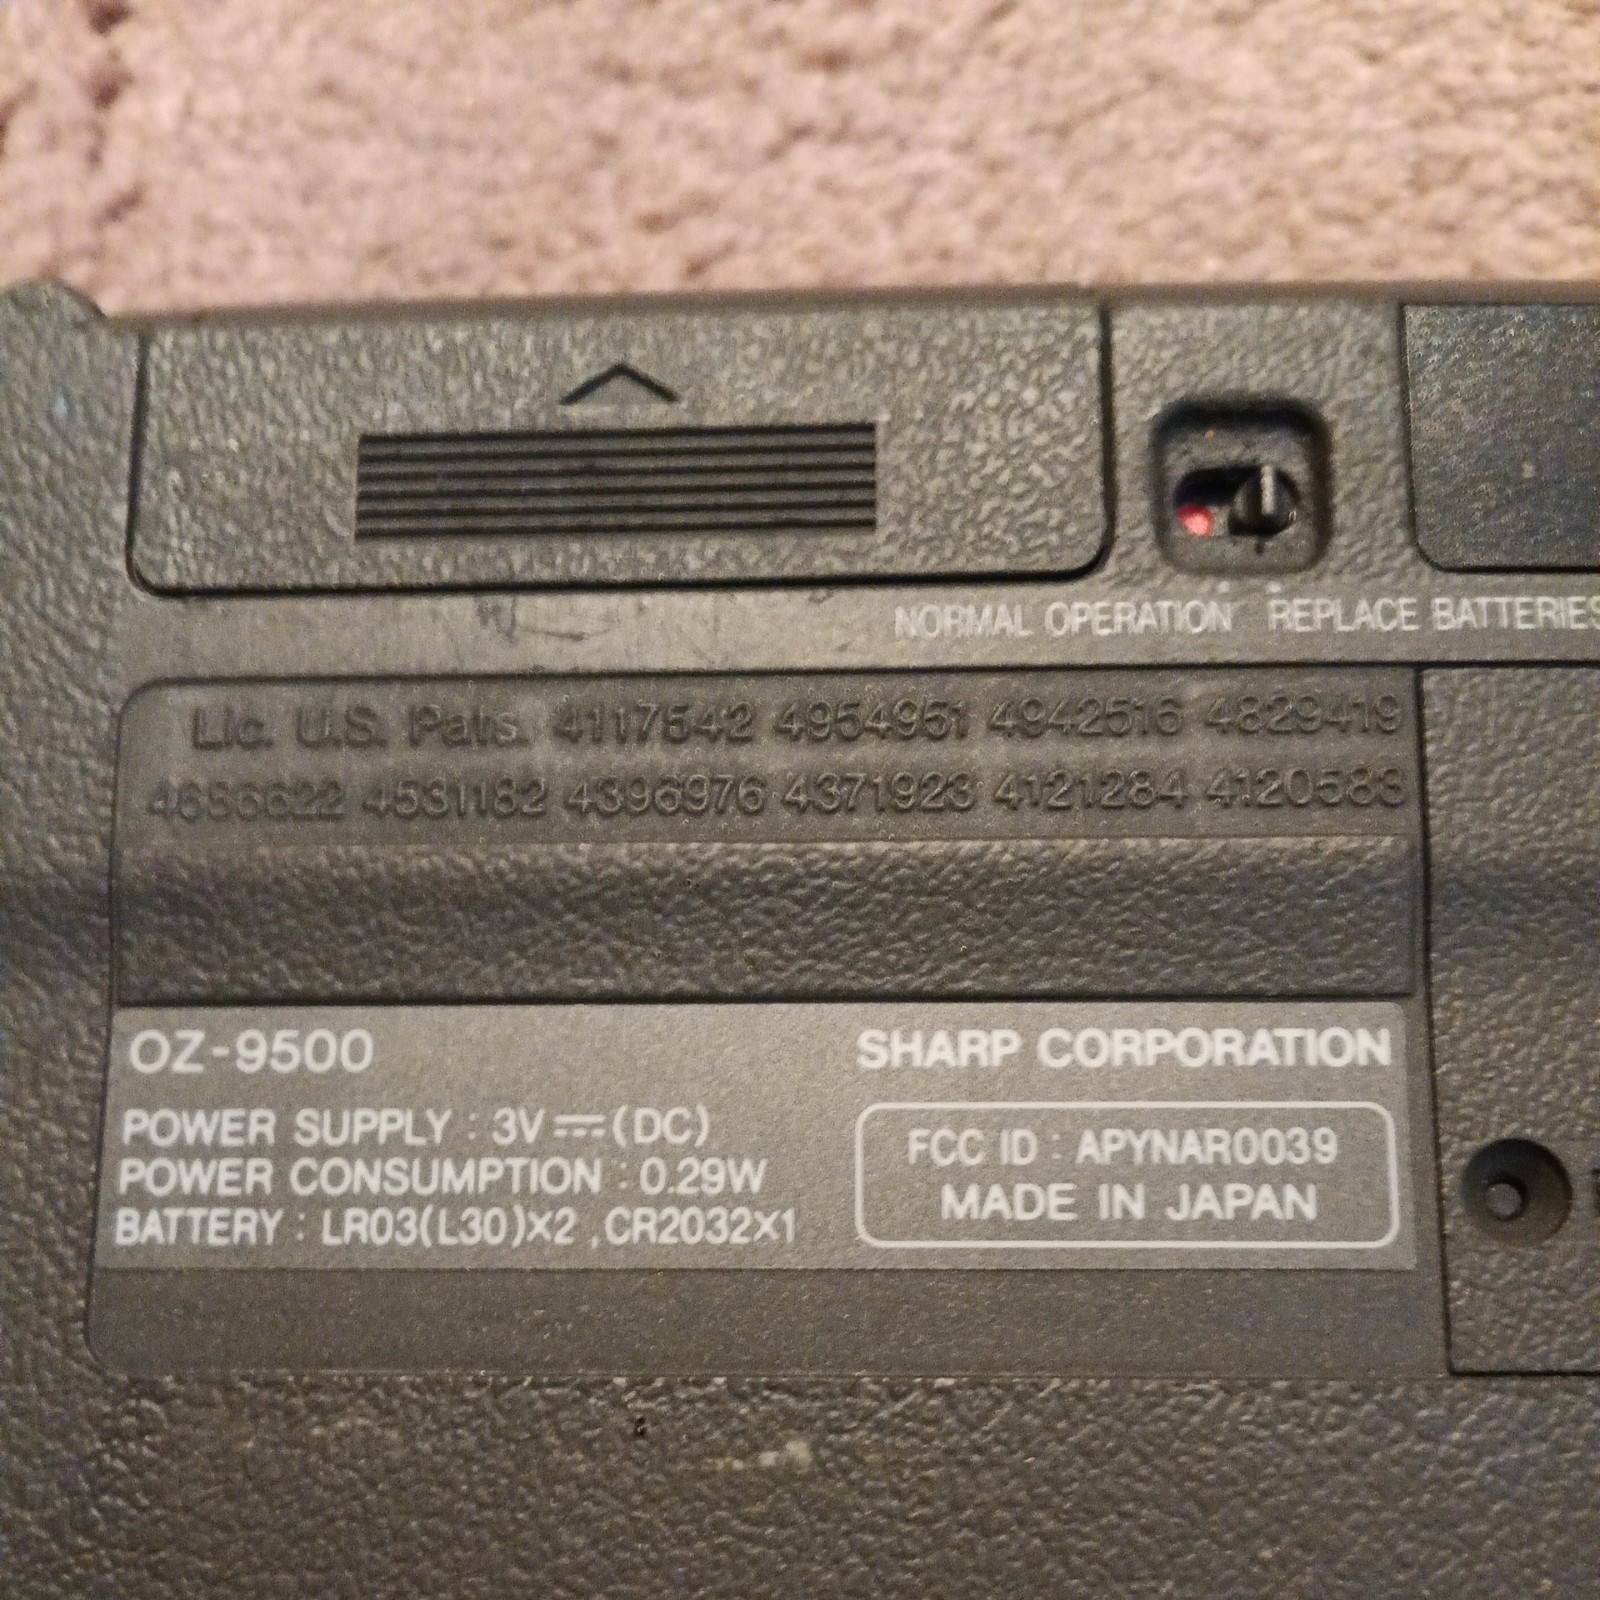 NORMAL OPERATION REPLACE BATTERIES
Lic. U.S. Pats. 4117542 4954951 4942516 4829419
4686622 4531182 4396976 4371923 4121284 4120583
OZ-9500
SHARP CORPORATION
POWER SUPPLY : 3V ⎓ (DC)
POWER CONSUMPTION : 0.29W
BATTERY : LR03(L30)×2 ,CR2032×1
FCC ID : APYNAR0039
MADE IN JAPAN